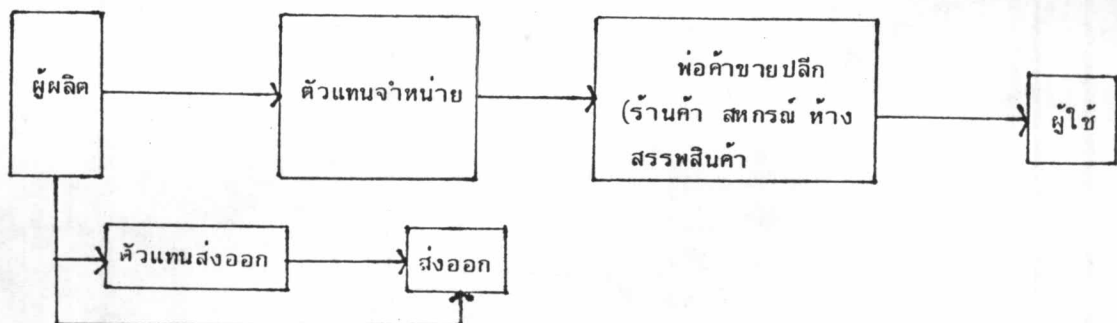 ผู้ผลิต
ตัวแทนจำหน่าย
พ่อค้าขายปลีก
(ร้านค้า สหกรณ์ ห้าง
สรรพสินค้า
ผู้ใช้
ตัวแทนส่งออก
ส่งออก